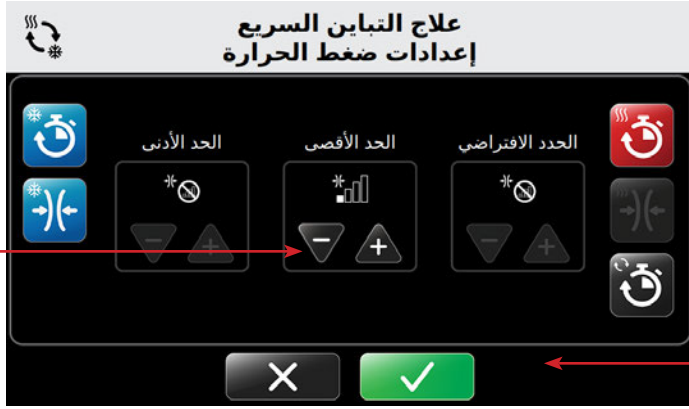 علاج التباين السريع
إعدادات ضغط الحرارة
الحدد الافتراضي
الحد الأقصى
الحد الأدنى